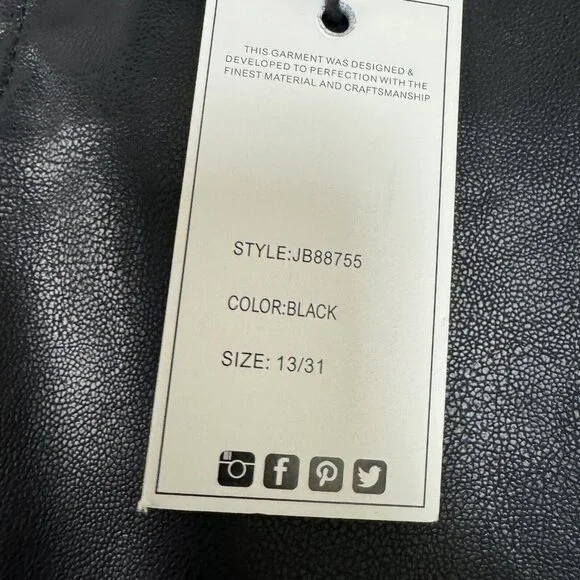 THIS GARMENT WAS DESIGNED &
DEVELOPED TO PERFECTION WITH THE
FINEST MATERIAL AND CRAFTSMANSHIP
STYLE:JB88755
COLOR:BLACK
SIZE: 13/31